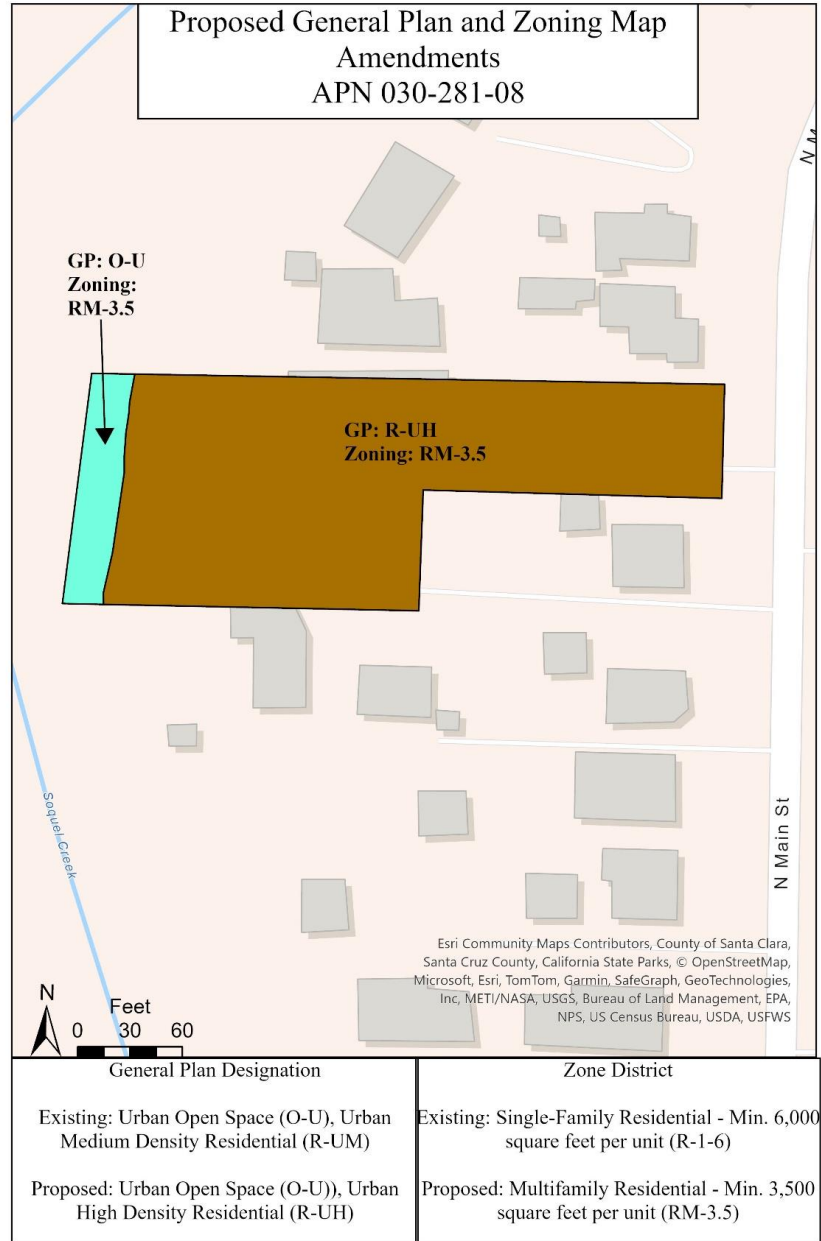 Proposed General Plan and Zoning Map
Amendments
APN 030-281-08
GP: O-U
Zoning:
RM-3.5
GP: R-UH
Zoning: RM-3.5
Soquel Creek
N Main St
Esri Community Maps Contributors, County of Santa Clara,
Santa Cruz County, California State Parks, © OpenStreetMap,
Microsoft, Esri, TomTom, Garmin, SafeGraph, GeoTechnologies,
Inc, METI/NASA, USGS, Bureau of Land Management, EPA,
NPS, US Census Bureau, USDA, USFWS
N
Feet
0 30 60
General Plan Designation
Existing: Urban Open Space (O-U), Urban
Medium Density Residential (R-UM)
Proposed: Urban Open Space (O-U)), Urban
High Density Residential (R-UH)
Zone District
Existing: Single-Family Residential - Min. 6,000
square feet per unit (R-1-6)
Proposed: Multifamily Residential - Min. 3,500
square feet per unit (RM-3.5)